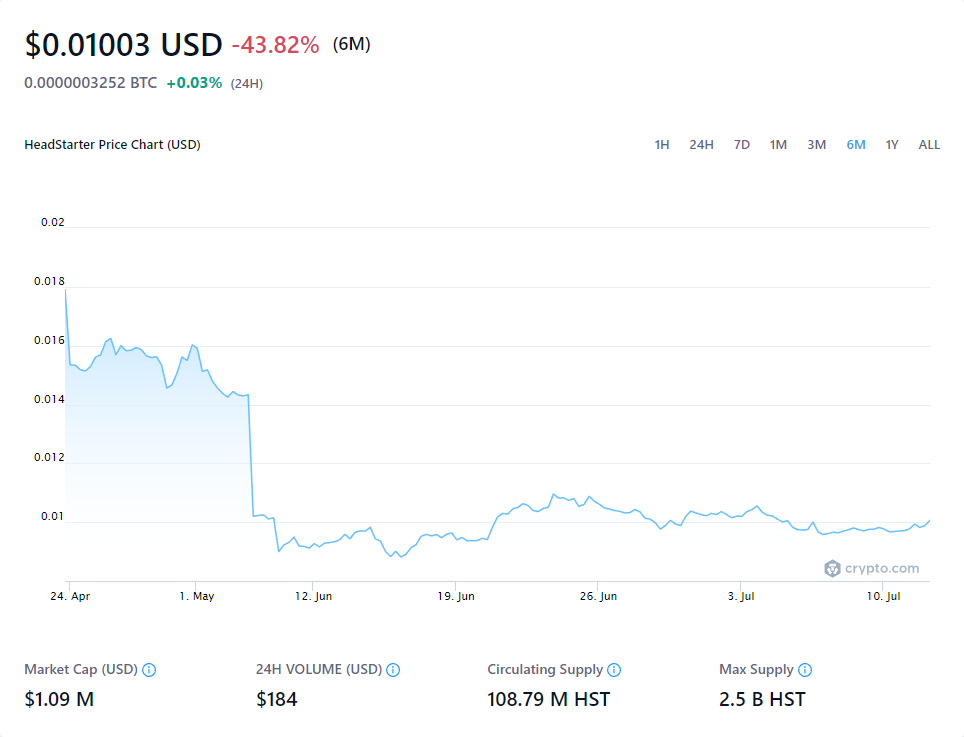 $0.01003 USD -43.82% (6M)
0.0000003252 BTC +0.03% (24H)
HeadStarter Price Chart (USD) 1H 24H 7D 1M 3M 6M 1Y ALL
0.02
0.018
0.016
0.014
0.012
0.01
crypto.com
24. Apr 1. May 12. Jun 19. Jun 26. Jun 3. Jul 10. Jul
Market Cap (USD) 24H VOLUME (USD) Circulating Supply Max Supply
$1.09 M $184 108.79 M HST 2.5 B HST